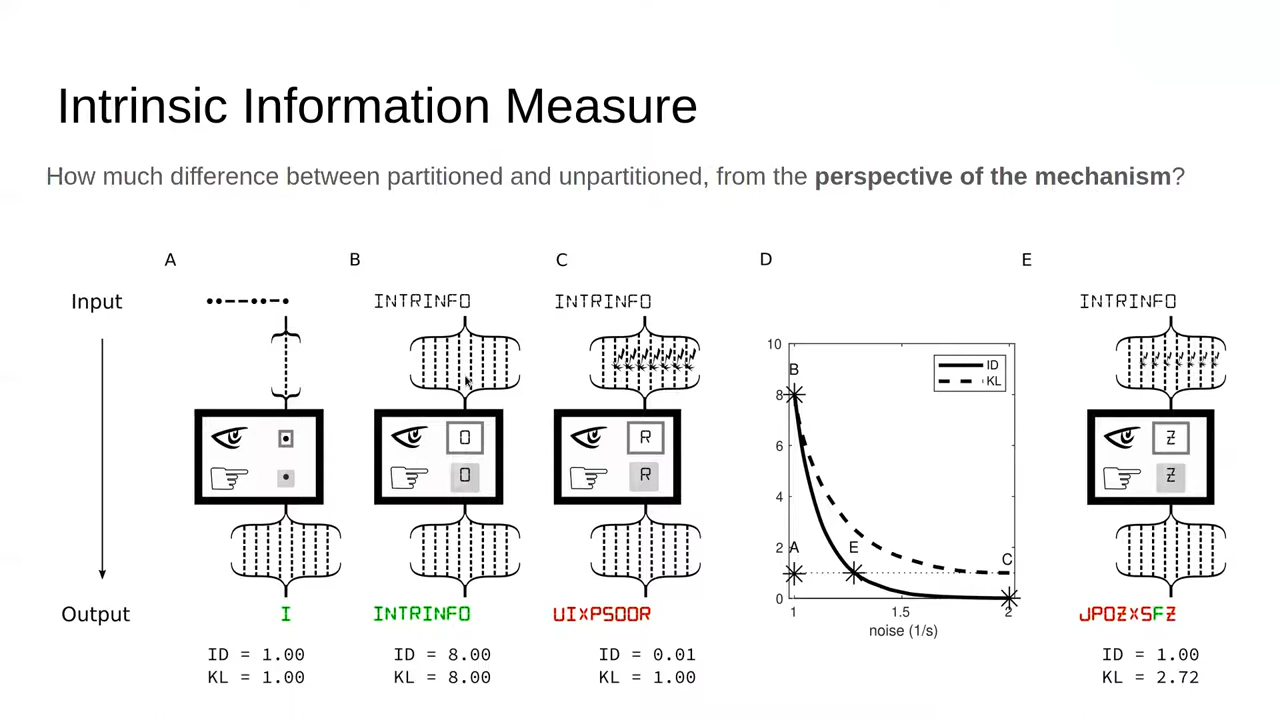 Intrinsic Information Measure
How much difference between partitioned and unpartitioned, from the perspective of the mechanism?
A
B
C
D
E
Input
INTRINFO
INTRINFO
INTRINFO
O
O
R
R
Z
Z
10
8
6
4
2
0
B
A
E
C
ID
KL
1
1.5
2
noise (1/s)
Output
I
INTRINFO
UIXPSOOR
JPOZXSFZ
ID = 1.00
KL = 1.00
ID = 8.00
KL = 8.00
ID = 0.01
KL = 1.00
ID = 1.00
KL = 2.72